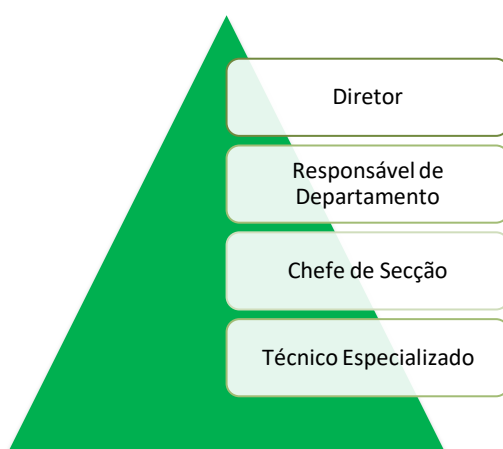 Diretor
Responsável de
Departamento
Chefe de Secção
Técnico Especializado